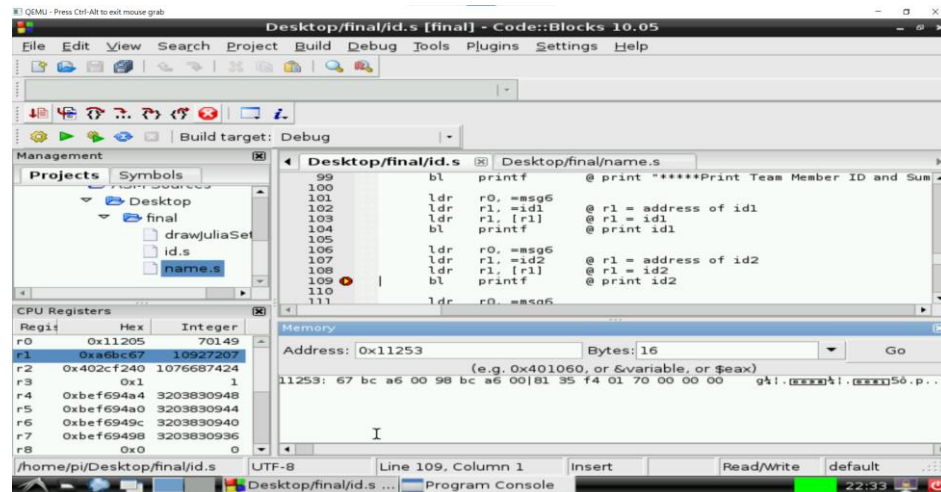 QEMU - Press Ctrl-Alt to exit mouse grab
Desktop/final/id.s [final] - Code::Blocks 10.05
File Edit View Search Project Build Debug Tools Plugins Settings Help
Build target: Debug
Management
Projects Symbols
ASM Sources
Desktop
final
drawJuliaSet
id.s
name.s
Desktop/final/id.s Desktop/final/name.s
99 bl printf @ print "*****Print Team Member ID and Sum
100
101 ldr r0, =msg6
102 ldr r1, =id1 @ r1 = address of id1
103 ldr r1, [r1] @ r1 = id1
104 bl printf @ print id1
105
106 ldr r0, =msg6
107 ldr r1, =id2 @ r1 = address of id2
108 ldr r1, [r1] @ r1 = id2
109 bl printf @ print id2
110
111 ldr r0, =msg6
CPU Registers
Regis Hex Integer
r0 0x11205 70149
r1 0xa6bc67 10927207
r2 0x402cf240 1076687424
r3 0x1 1
r4 0xbef694a4 3203830948
r5 0xbef694a0 3203830944
r6 0xbef6949c 3203830940
r7 0xbef69498 3203830936
r8 0x0 0
Memory
Address: 0x11253 Bytes: 16 Go
(e.g. 0x401060, or &variable, or $eax)
11253: 67 bc a6 00 98 bc a6 00|81 35 f4 01 70 00 00 00
/home/pi/Desktop/final/id.s UTF-8 Line 109, Column 1 Insert Read/Write default
Desktop/final/id.s ... Program Console 22:33